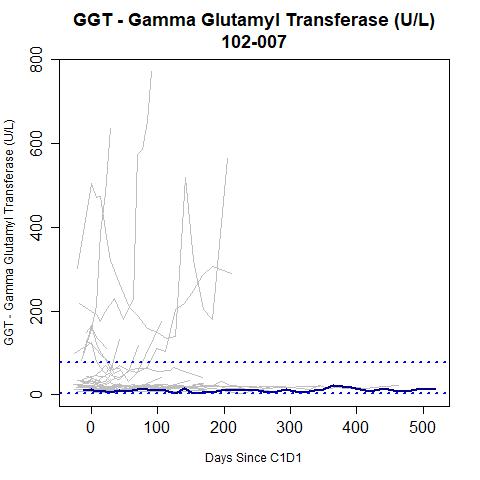 GGT - Gamma Glutamyl Transferase (U/L)
102-007
GGT - Gamma Glutamyl Transferase (U/L)
800
600
400
200
0
0 100 200 300 400 500
Days Since C1D1